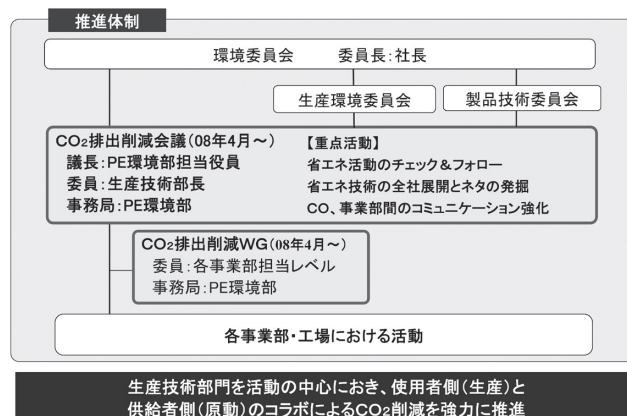 推進体制
環境委員会 委員長:社長
生産環境委員会 製品技術委員会
CO2排出削減会議(08年4月～)
議長:PE環境部担当役員
委員:生産技術部長
事務局:PE環境部
【重点活動】
省エネ活動のチェック＆フォロー
省エネ技術の全社展開とネタの発掘
CO、事業部間のコミュニケーション強化
CO2排出削減WG(08年4月～)
委員:各事業部担当レベル
事務局:PE環境部
各事業部・工場における活動
生産技術部門を活動の中心におき、使用者側(生産)と
供給者側(原動)のコラボによるCO2削減を強力に推進